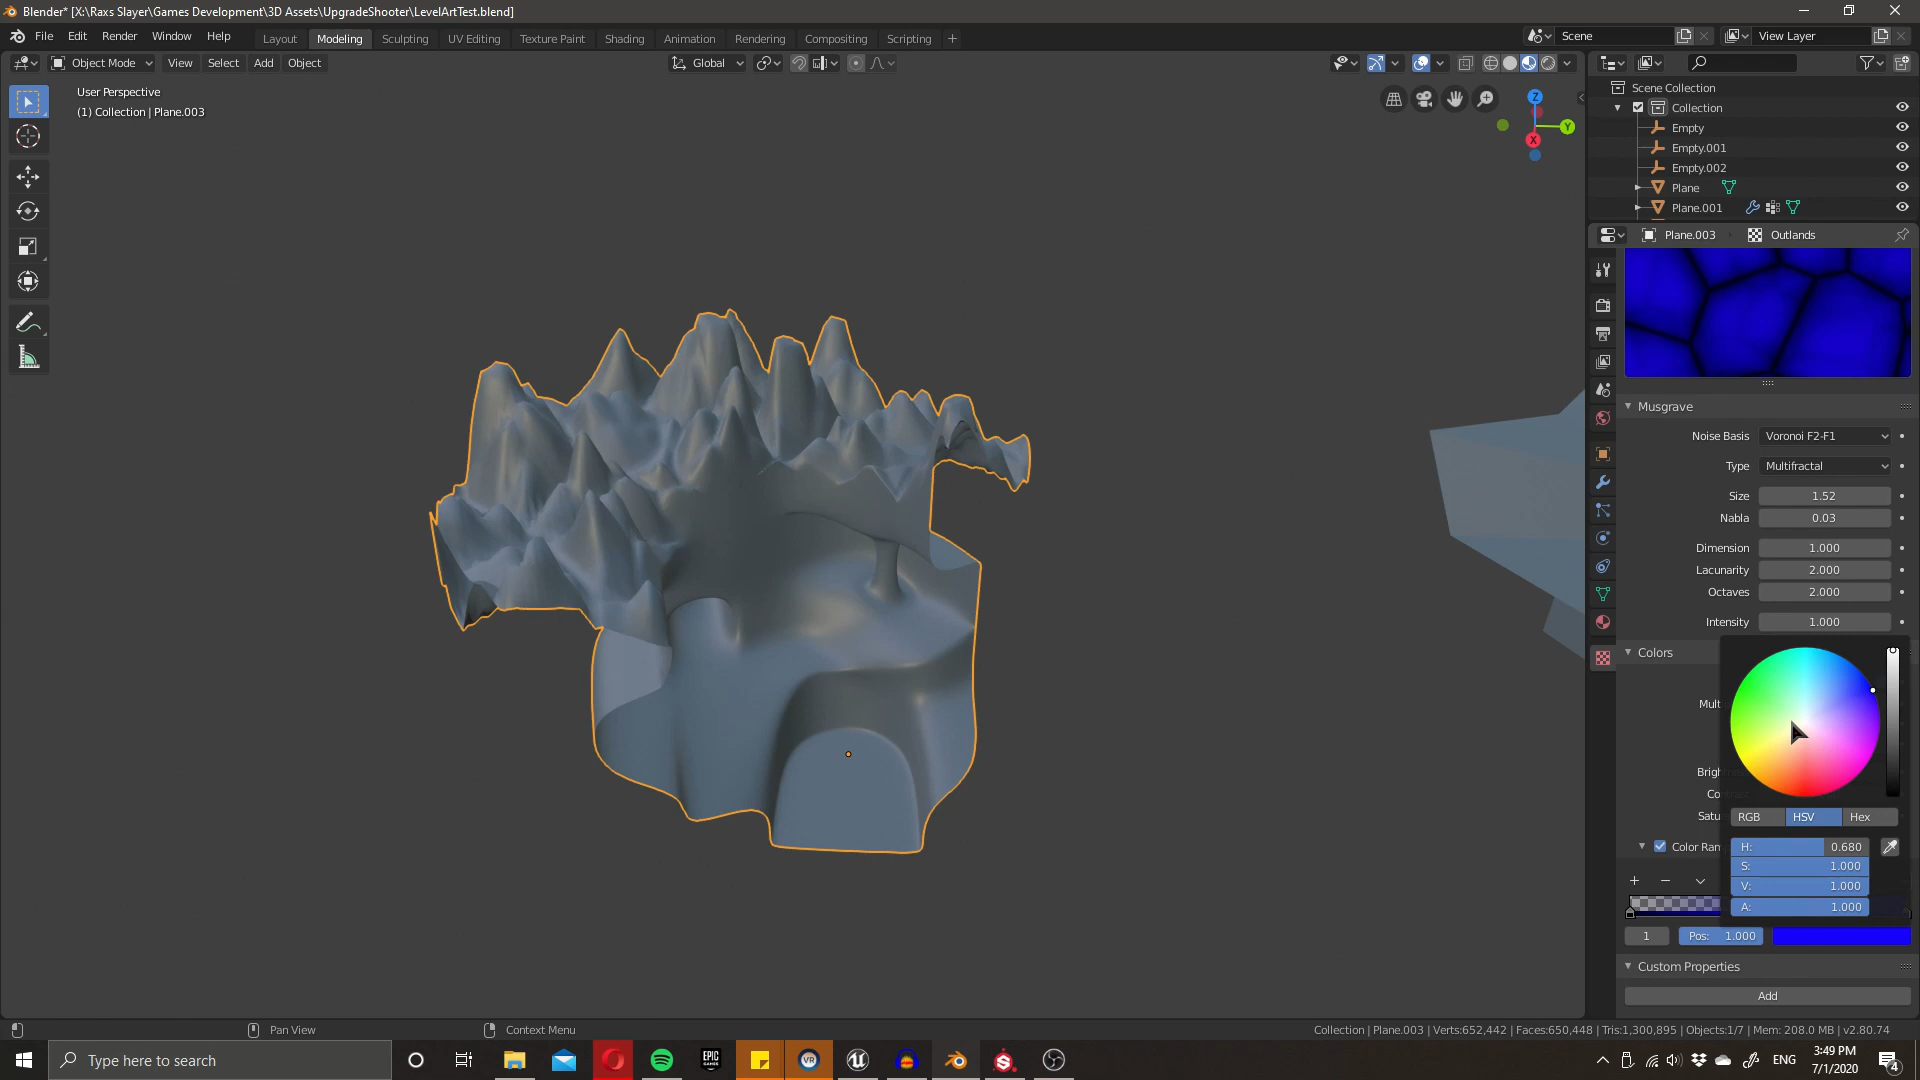 Blender* [X:\Raxs Slayer\Games Development\3D Assets\UpgradeShooter\LevelArtTest.blend]
File Edit Render Window Help
Layout Modeling Sculpting UV Editing Texture Paint Shading Animation Rendering Compositing Scripting +
Scene
View Layer
Object Mode View Select Add Object
Global
User Perspective
(1) Collection | Plane.003
Z
Y
X
Scene Collection
Collection
Empty
Empty.001
Empty.002
Plane
Plane.001
Plane.003 Outlands
Musgrave
Noise Basis Voronoi F2-F1
Type Multifractal
Size 1.52
Nabla 0.03
Dimension 1.000
Lacunarity 2.000
Octaves 2.000
Intensity 1.000
Colors
Mult
Brigh
Co
Satu
RGB HSV Hex
Color Ran
H: 0.680
S: 1.000
V: 1.000
A: 1.000
1 Pos: 1.000
Custom Properties
Add
Pan View
Context Menu
Collection | Plane.003 | Verts:652,442 | Faces:650,448 | Tris:1,300,895 | Objects:1/7 | Mem: 208.0 MB | v2.80.74
Type here to search
EPIC
VR
ENG
3:49 PM
7/1/2020
4